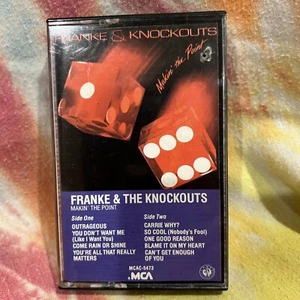 FRANKE & KNOCKOUTS
Makin' the Point
FRANKE & THE KNOCKOUTS
MAKIN' THE POINT
Side One
OUTRAGEOUS
YOU DON'T WANT ME
(Like I Want You)
COME RAIN OR SHINE
YOU'RE ALL THAT REALLY
MATTERS
Side Two
CARRIE WHY?
SO COOL (Nobody's Fool)
ONE GOOD REASON
BLAME IT ON MY HEART
CAN'T GET ENOUGH
OF YOU
MCAC-5473
MCA